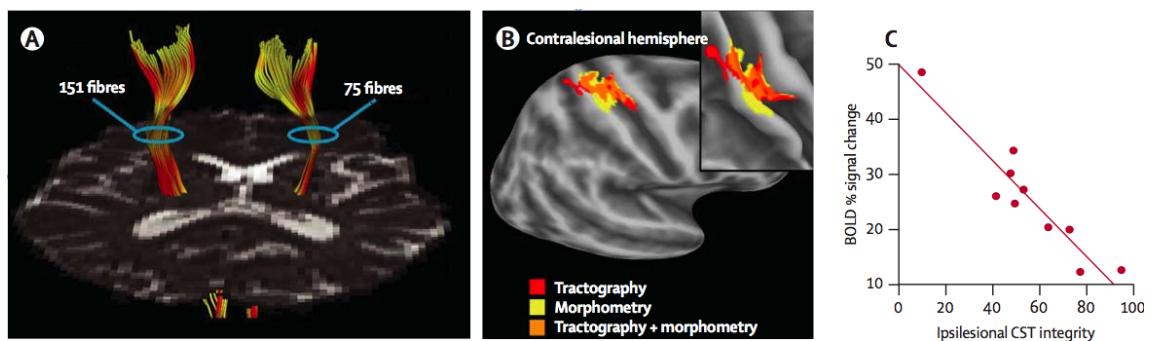 A
151 fibres
75 fibres
B Contralesional hemisphere
Tractography
Morphometry
Tractography + morphometry
C
BOLD % signal change
50
40
30
20
10
0 20 40 60 80 100
Ipsilesional CST integrity